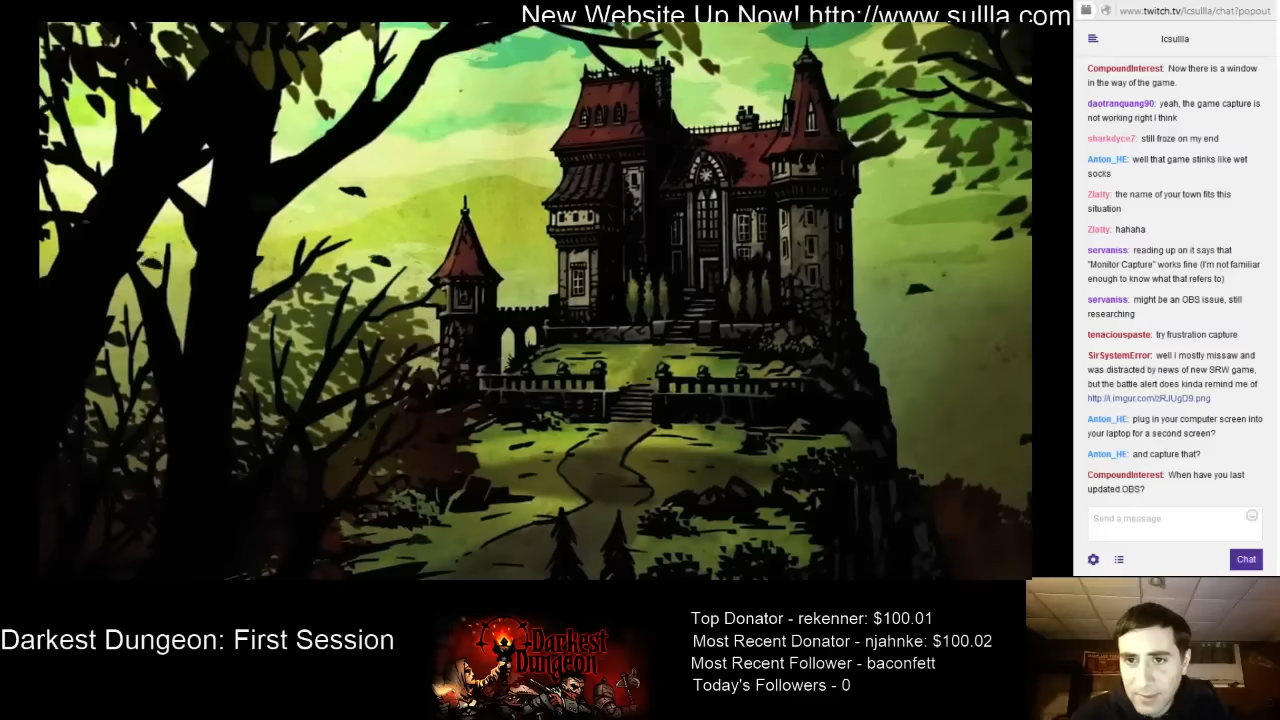 New Website Up Now! http://www.sullla.com
www.twitch.tv/lcsullla/chat?popout
lcsullla
CompoundInterest: Now there is a window
in the way of the game.
daotranquang90: yeah, the game capture is
not working right I think
sharkdyce7: still froze on my end
Anton_HE: well that game stinks like wet
socks
Zlatty: the name of your town fits this
situation
Zlatty: hahaha
servaniss: reading up on it says that
"Monitor Capture" works fine (I'm not familiar
enough to know what that refers to)
servaniss: might be an OBS issue, still
researching
tenaciouspaste: try frustration capture
SirSystemError: well i mostly missaw and
was distracted by news of new SRW game,
but the battle alert does kinda remind me of
http://i.imgur.com/zRJUgD9.png
Anton_HE: plug in your computer screen into
your laptop for a second screen?
Anton_HE: and capture that?
CompoundInterest: When have you last
updated OBS?
Send a message
Chat
Darkest Dungeon: First Session
Darkest
Dungeon
Top Donator - rekenner: $100.01
Most Recent Donator - njahnke: $100.02
Most Recent Follower - baconfett
Today's Followers - 0